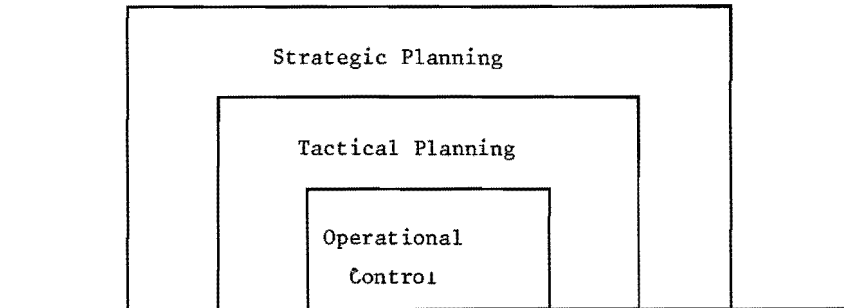 Strategic Planning
Tactical Planning
Operational
Control